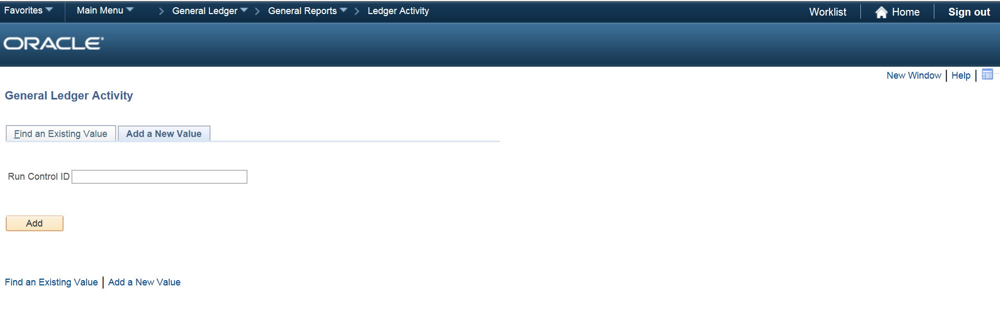 Favorites Main Menu General Ledger General Reports Ledger Activity Worklist Home Sign out
ORACLE
New Window | Help |
General Ledger Activity
Find an Existing Value Add a New Value
Run Control ID
Add
Find an Existing Value | Add a New Value